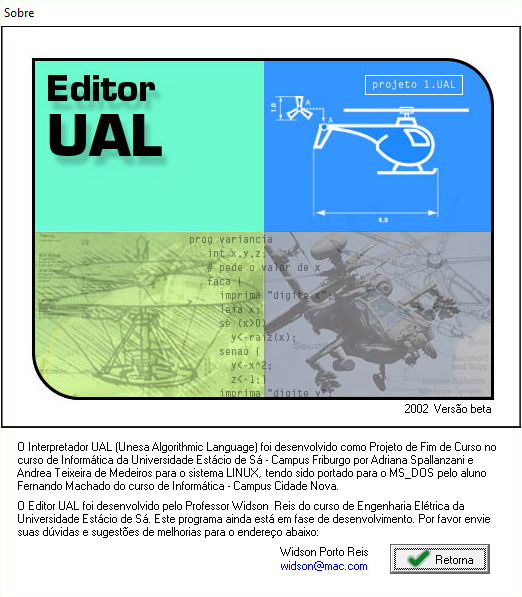 Sobre
Editor
UAL
projeto 1.UAL
1.8
A
A
4.5
prog variancia
int x,y,z;
# pede o valor de x
faca {
imprima "digite x";
leia x;
se (x>0)
y<-raiz(x);
senao {
y<-x^2;
z<-1;}
imprima "digite y"
2002 Versão beta
O Interpretador UAL (Unesa Algorithmic Language) foi desenvolvido como Projeto de Fim de Curso no
curso de Informática da Universidade Estácio de Sá - Campus Friburgo por Adriana Spallanzani e
Andrea Teixeira de Medeiros para o sistema LINUX, tendo sido portado para o MS_DOS pelo aluno
Fernando Machado do curso de Informática - Campus Cidade Nova.
O Editor UAL foi desenvolvido pelo Professor Widson Reis do curso de Engenharia Elétrica da
Universidade Estácio de Sá. Este programa ainda está em fase de desenvolvimento. Por favor envie
suas dúvidas e sugestões de melhorias para o endereço abaixo:
Widson Porto Reis
widson@mac.com
Retorna